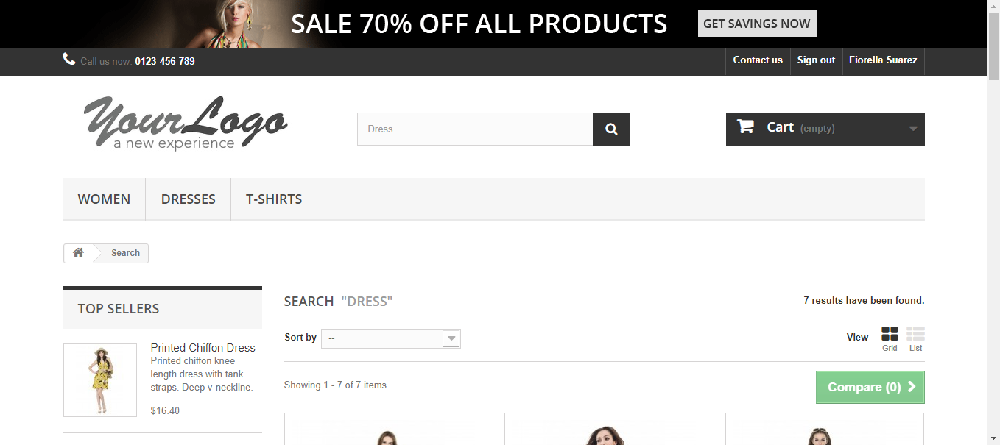 SALE 70% OFF ALL PRODUCTS GET SAVINGS NOW
Call us now: 0123-456-789 Contact us Sign out Fiorella Suarez
YourLogo
a new experience
Dress
Cart (empty)
WOMEN DRESSES T-SHIRTS
Search
TOP SELLERS
Printed Chiffon Dress
Printed chiffon knee
length dress with tank
straps. Deep v-neckline.
$16.40
SEARCH "DRESS" 7 results have been found.
Sort by -- View Grid List
Showing 1 - 7 of 7 items Compare (0)